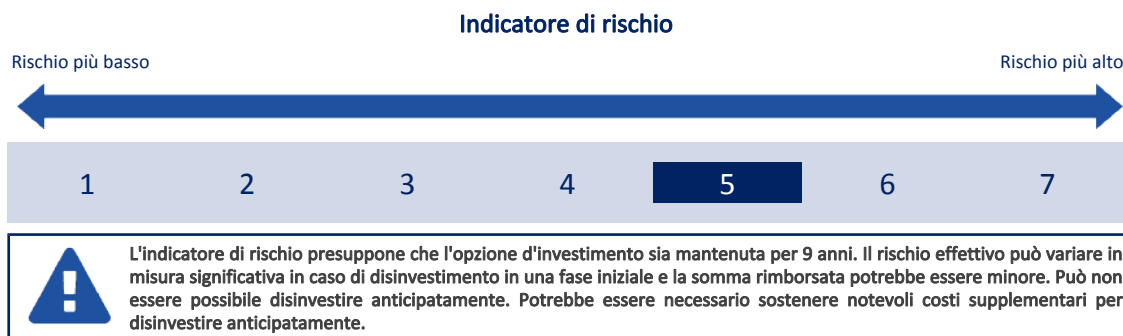 Indicatore di rischio
Rischio più basso
Rischio più alto
1 2 3 4 5 6 7
L'indicatore di rischio presuppone che l'opzione d'investimento sia mantenuta per 9 anni. Il rischio effettivo può variare in
misura significativa in caso di disinvestimento in una fase iniziale e la somma rimborsata potrebbe essere minore. Può non
essere possibile disinvestire anticipatamente. Potrebbe essere necessario sostenere notevoli costi supplementari per
disinvestire anticipatamente.